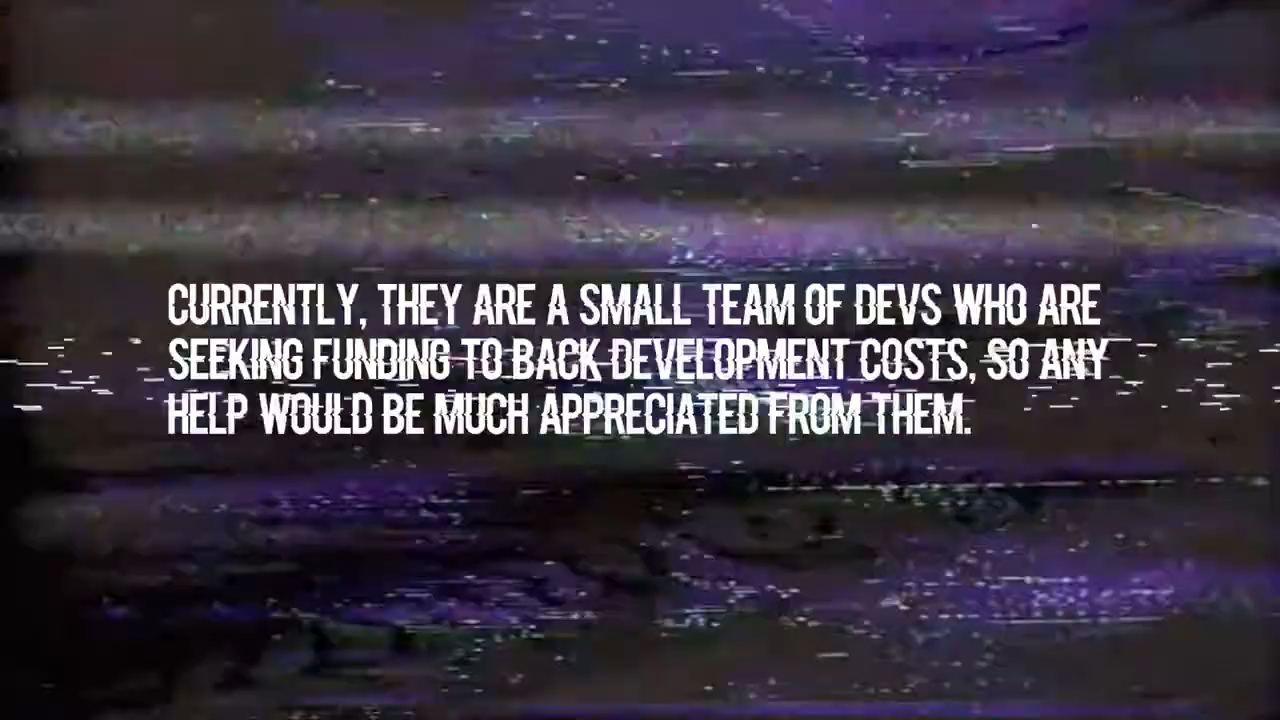 CURRENTLY, THEY ARE A SMALL TEAM OF DEVS WHO ARE
SEEKING FUNDING TO BACK DEVELOPMENT COSTS, SO ANY
HELP WOULD BE MUCH APPRECIATED FROM THEM.